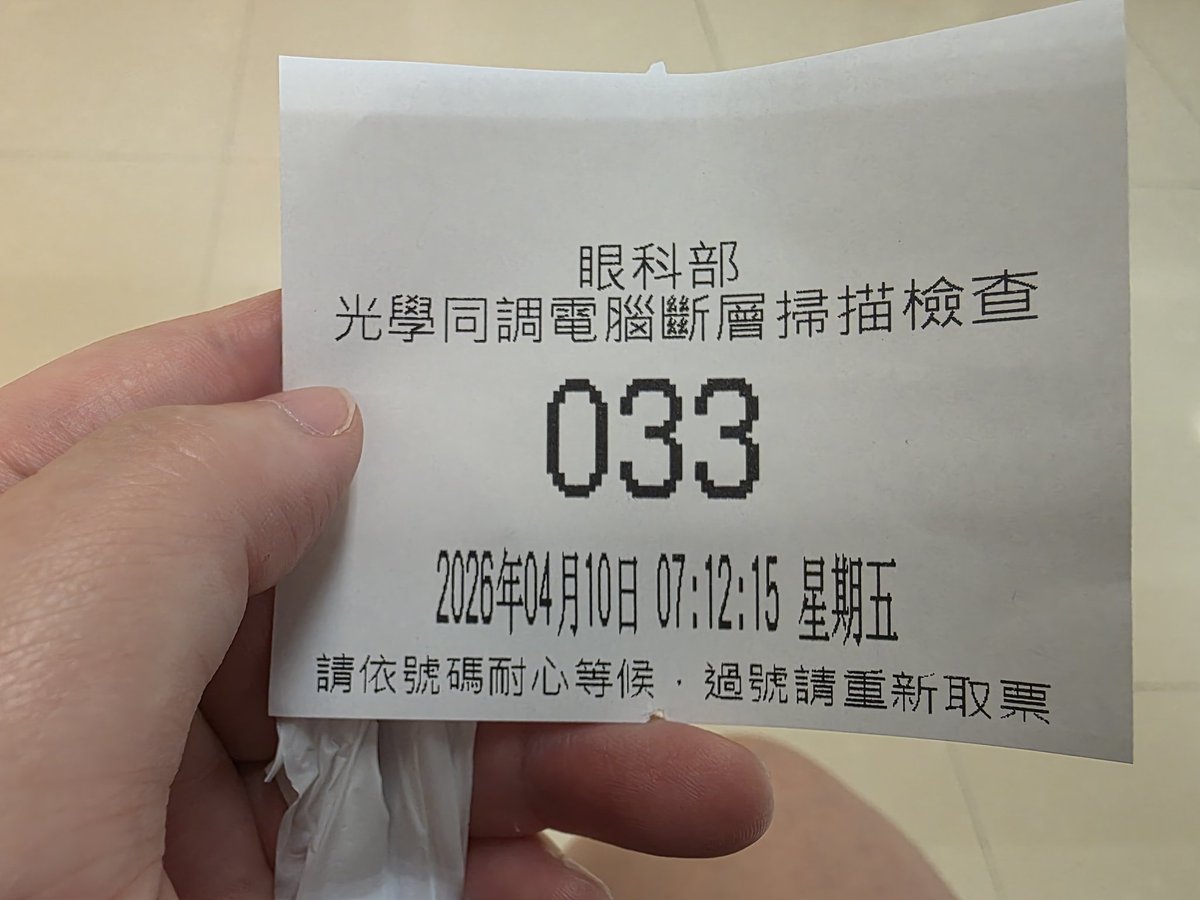 眼科部
光學同調電腦斷層掃描檢查
033
2026年04月10日 07:12:15 星期五
請依號碼耐心等候，過號請重新取票